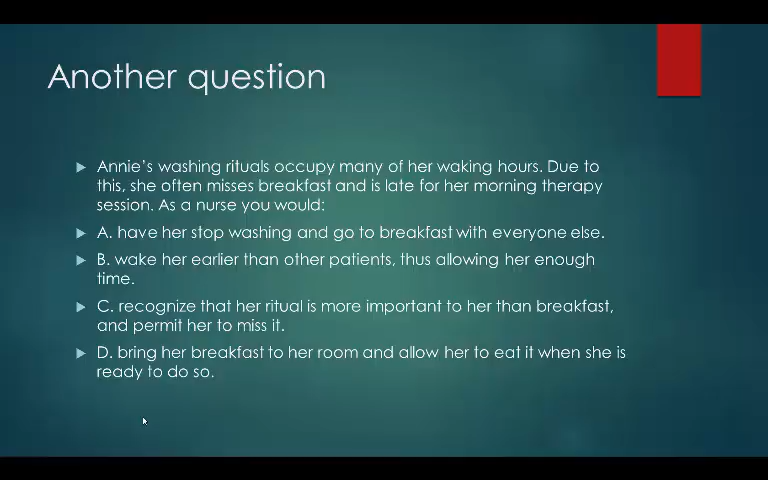 Another question
Annie's washing rituals occupy many of her waking hours. Due to
this, she often misses breakfast and is late for her morning therapy
session. As a nurse you would:
A. have her stop washing and go to breakfast with everyone else.
B. wake her earlier than other patients, thus allowing her enough
time.
C. recognize that her ritual is more important to her than breakfast,
and permit her to miss it.
D. bring her breakfast to her room and allow her to eat it when she is
ready to do so.